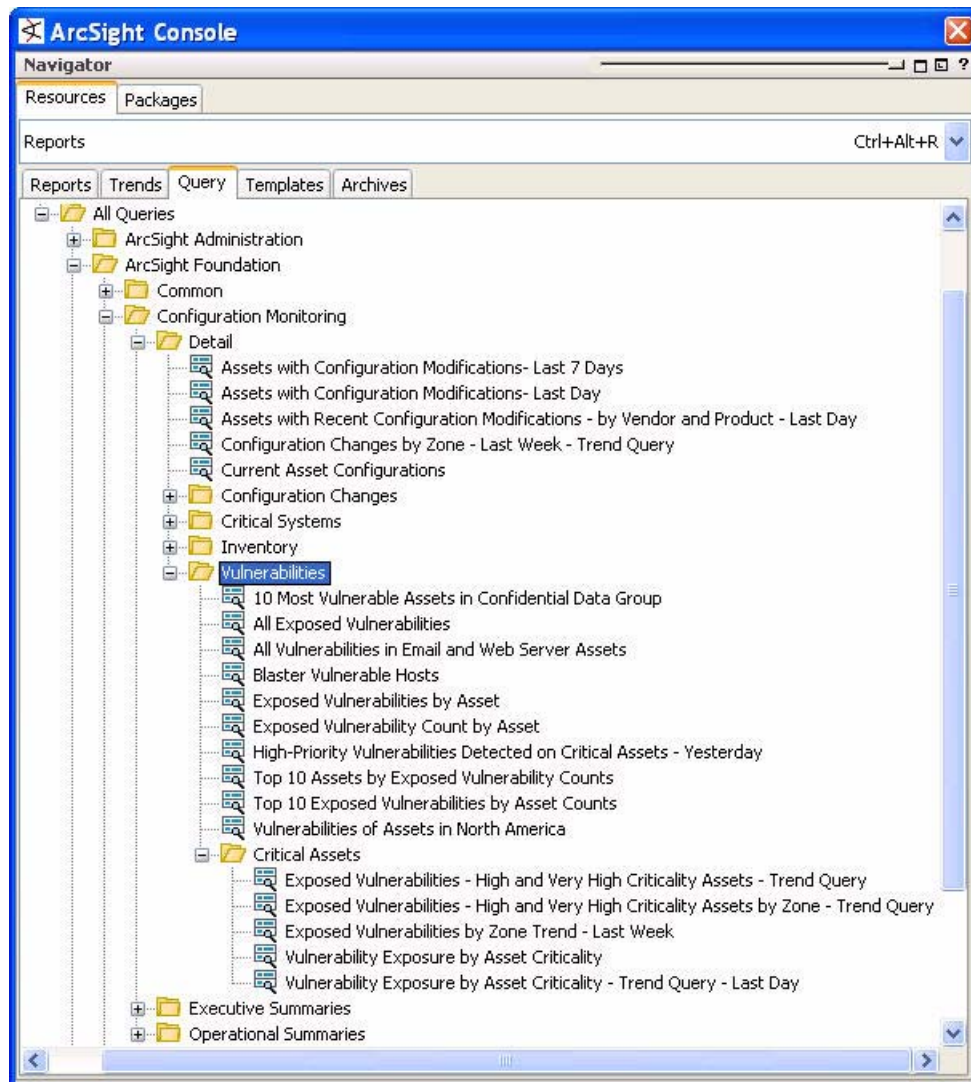 ArcSight Console
Navigator ?
Resources Packages
Reports Ctrl+Alt+R
Reports Trends Query Templates Archives
All Queries
ArcSight Administration
ArcSight Foundation
Common
Configuration Monitoring
Detail
Assets with Configuration Modifications- Last 7 Days
Assets with Configuration Modifications- Last Day
Assets with Recent Configuration Modifications - by Vendor and Product - Last Day
Configuration Changes by Zone - Last Week - Trend Query
Current Asset Configurations
Configuration Changes
Critical Systems
Inventory
Vulnerabilities
10 Most Vulnerable Assets in Confidential Data Group
All Exposed Vulnerabilities
All Vulnerabilities in Email and Web Server Assets
Blaster Vulnerable Hosts
Exposed Vulnerabilities by Asset
Exposed Vulnerability Count by Asset
High-Priority Vulnerabilities Detected on Critical Assets - Yesterday
Top 10 Assets by Exposed Vulnerability Counts
Top 10 Exposed Vulnerabilities by Asset Counts
Vulnerabilities of Assets in North America
Critical Assets
Exposed Vulnerabilities - High and Very High Criticality Assets - Trend Query
Exposed Vulnerabilities - High and Very High Criticality Assets by Zone - Trend Query
Exposed Vulnerabilities by Zone Trend - Last Week
Vulnerability Exposure by Asset Criticality
Vulnerability Exposure by Asset Criticality - Trend Query - Last Day
Executive Summaries
Operational Summaries